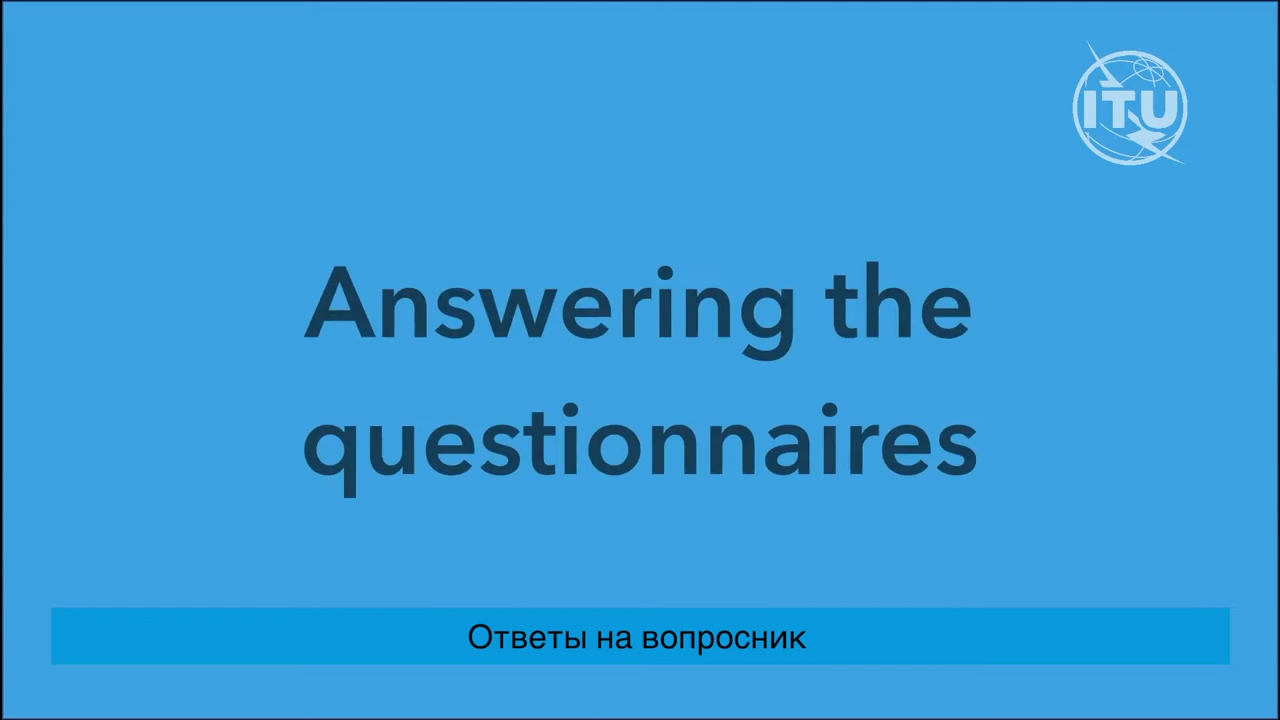 ITU
Answering the
questionnaires
Ответы на вопросник